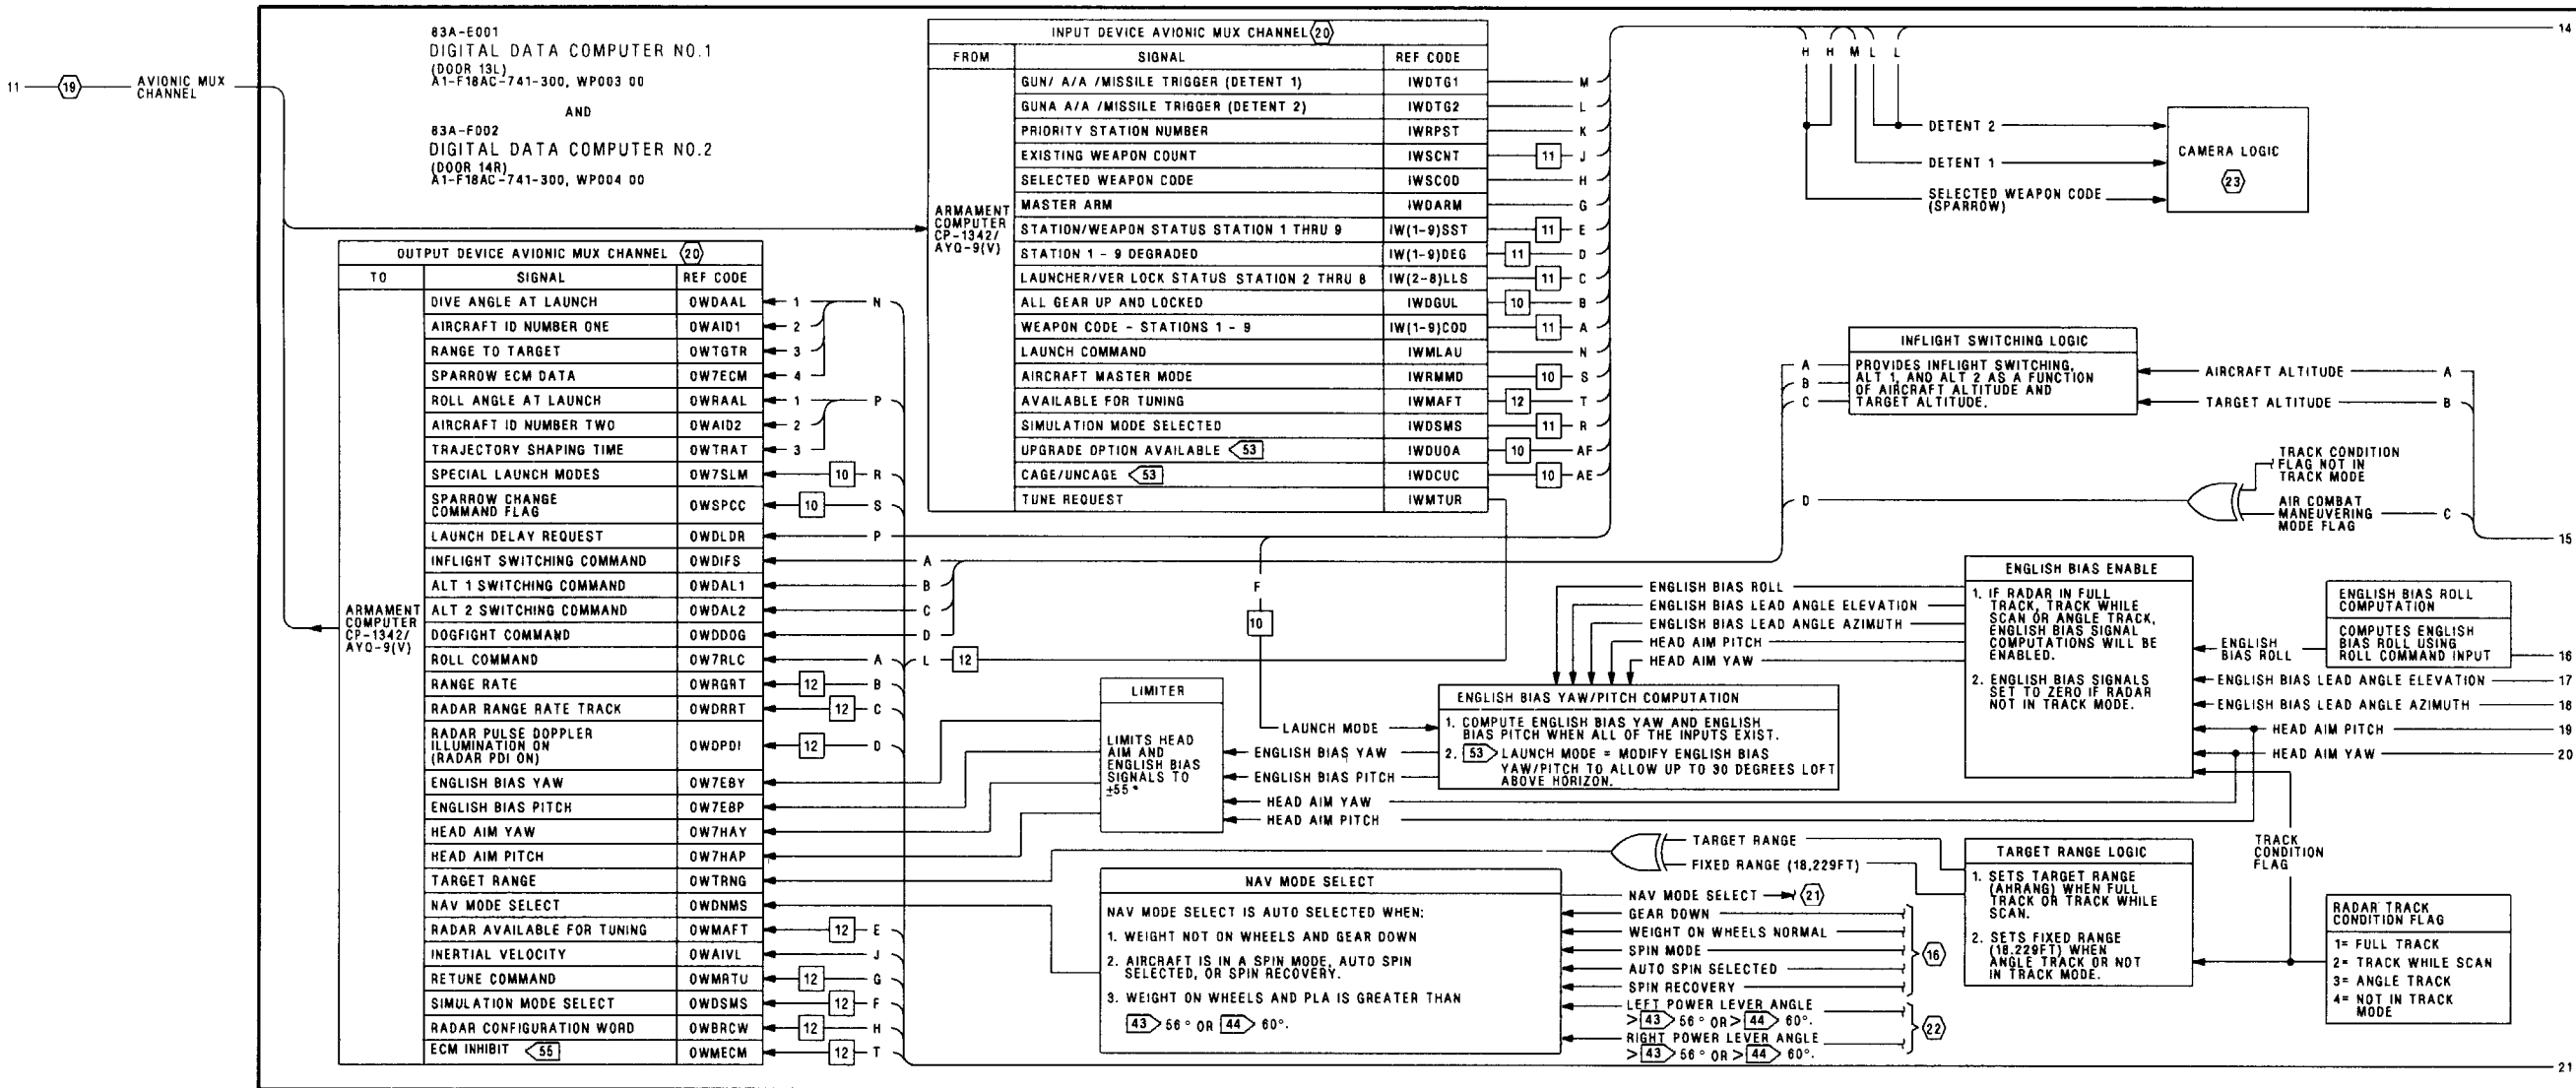 83A-E001
DIGITAL DATA COMPUTER NO.1
(DOOR 13L)
A1-F18AC-741-300, WP003 00
AND
83A-F002
DIGITAL DATA COMPUTER NO.2
(DOOR 14R)
A1-F18AC-741-300, WP004 00
11 19 AVIONIC MUX
CHANNEL
INPUT DEVICE AVIONIC MUX CHANNEL 20
FROM SIGNAL REF CODE
ARMAMENT
COMPUTER
CP-1342/
AYQ-9(V)
GUN/ A/A /MISSILE TRIGGER (DETENT 1) IWDTG1 M
GUNA A/A /MISSILE TRIGGER (DETENT 2) IWDTG2 L
PRIORITY STATION NUMBER IWRPST K
EXISTING WEAPON COUNT IWSCNT 11 J
SELECTED WEAPON CODE IWSCOD H
MASTER ARM IWDARM G
STATION/WEAPON STATUS STATION 1 THRU 9 IW(1-9)SST 11 E
STATION 1 - 9 DEGRADED IW(1-9)DEG 11 D
LAUNCHER/VER LOCK STATUS STATION 2 THRU 8 IW(2-8)LLS 11 C
ALL GEAR UP AND LOCKED IWDGUL 10 B
WEAPON CODE - STATIONS 1 - 9 IW(1-9)COD 11 A
LAUNCH COMMAND IWMLAU N
AIRCRAFT MASTER MODE IWRMMD 10 S
AVAILABLE FOR TUNING IWMAFT 12 T
SIMULATION MODE SELECTED IWDSMS 11 R
UPGRADE OPTION AVAILABLE 53 IWDUOA 10 AF
CAGE/UNCAGE 53 IWDCUC 10 AE
TUNE REQUEST IWMTUR
14
H H M L L
DETENT 2
DETENT 1
SELECTED WEAPON CODE
(SPARROW)
CAMERA LOGIC
23
OUTPUT DEVICE AVIONIC MUX CHANNEL 20
TO SIGNAL REF CODE
ARMAMENT
COMPUTER
CP-1342/
AYQ-9(V)
DIVE ANGLE AT LAUNCH OWDAAL 1 N
AIRCRAFT ID NUMBER ONE OWAID1 2
RANGE TO TARGET OWTGTR 3
SPARROW ECM DATA OW7ECM 4
ROLL ANGLE AT LAUNCH OWRAAL 1 P
AIRCRAFT ID NUMBER TWO OWAID2 2
TRAJECTORY SHAPING TIME OWTRAT 3
SPECIAL LAUNCH MODES OW7SLM 10 R
SPARROW CHANGE
COMMAND FLAG OWSPCC 10 S
LAUNCH DELAY REQUEST OWDLDR P
INFLIGHT SWITCHING COMMAND OWDIFS A
ALT 1 SWITCHING COMMAND OWDAL1 B
ALT 2 SWITCHING COMMAND OWDAL2 C
DOGFIGHT COMMAND OWDDOG D
ROLL COMMAND OW7RLC A L 12
RANGE RATE OWRGRT 12 B
RADAR RANGE RATE TRACK OWDRRT 12 C
RADAR PULSE DOPPLER
ILLUMINATION ON
(RADAR PDI ON) OWDPDI 12 D
ENGLISH BIAS YAW OW7EBY
ENGLISH BIAS PITCH OW7EBP
HEAD AIM YAW OW7HAY
HEAD AIM PITCH OW7HAP
TARGET RANGE OWTRNG
NAV MODE SELECT OWDNMS
RADAR AVAILABLE FOR TUNING OWMAFT 12 E
INERTIAL VELOCITY OWAIVL J
RETUNE COMMAND OWMRTU 12 G
SIMULATION MODE SELECT OWDSMS 12 F
RADAR CONFIGURATION WORD OWBRCW 12 H
ECM INHIBIT 55 OWMECM 12 T
INFLIGHT SWITCHING LOGIC
PROVIDES INFLIGHT SWITCHING,
ALT 1, AND ALT 2 AS A FUNCTION
OF AIRCRAFT ALTITUDE AND
TARGET ALTITUDE.
A
B
C
AIRCRAFT ALTITUDE A
TARGET ALTITUDE B
TRACK CONDITION
FLAG NOT IN
TRACK MODE
D
AIR COMBAT
MANEUVERING
MODE FLAG
C
15
F
10
LAUNCH MODE
ENGLISH BIAS ROLL
ENGLISH BIAS LEAD ANGLE ELEVATION
ENGLISH BIAS LEAD ANGLE AZIMUTH
HEAD AIM PITCH
HEAD AIM YAW
ENGLISH BIAS ENABLE
1. IF RADAR IN FULL
TRACK, TRACK WHILE
SCAN OR ANGLE TRACK,
ENGLISH BIAS SIGNAL
COMPUTATIONS WILL BE
ENABLED.
2. ENGLISH BIAS SIGNALS
SET TO ZERO IF RADAR
NOT IN TRACK MODE.
ENGLISH BIAS ROLL
COMPUTATION
COMPUTES ENGLISH
BIAS ROLL USING
ROLL COMMAND INPUT
16
ENGLISH
BIAS ROLL
ENGLISH BIAS LEAD ANGLE ELEVATION 17
ENGLISH BIAS LEAD ANGLE AZIMUTH 18
HEAD AIM PITCH 19
HEAD AIM YAW 20
LIMITER
LIMITS HEAD
AIM AND
ENGLISH BIAS
SIGNALS TO
±55°
ENGLISH BIAS YAW/PITCH COMPUTATION
1. COMPUTE ENGLISH BIAS YAW AND ENGLISH
BIAS PITCH WHEN ALL OF THE INPUTS EXIST.
2. 53 LAUNCH MODE = MODIFY ENGLISH BIAS
YAW/PITCH TO ALLOW UP TO 30 DEGREES LOFT
ABOVE HORIZON.
ENGLISH BIAS YAW
ENGLISH BIAS PITCH
HEAD AIM YAW
HEAD AIM PITCH
TARGET RANGE
FIXED RANGE (18,229FT)
TARGET RANGE LOGIC
1. SETS TARGET RANGE
(AHRANG) WHEN FULL
TRACK OR TRACK WHILE
SCAN.
2. SETS FIXED RANGE
(18,229FT) WHEN
ANGLE TRACK OR NOT
IN TRACK MODE.
TRACK
CONDITION
FLAG
RADAR TRACK
CONDITION FLAG
1= FULL TRACK
2= TRACK WHILE SCAN
3= ANGLE TRACK
4= NOT IN TRACK
MODE
NAV MODE SELECT
NAV MODE SELECT IS AUTO SELECTED WHEN:
1. WEIGHT NOT ON WHEELS AND GEAR DOWN
2. AIRCRAFT IS IN A SPIN MODE, AUTO SPIN
SELECTED, OR SPIN RECOVERY.
3. WEIGHT ON WHEELS AND PLA IS GREATER THAN
43 56° OR 44 60°.
NAV MODE SELECT 21
GEAR DOWN
WEIGHT ON WHEELS NORMAL
SPIN MODE
AUTO SPIN SELECTED
SPIN RECOVERY
16
LEFT POWER LEVER ANGLE
> 43 56° OR > 44 60°.
RIGHT POWER LEVER ANGLE
> 43 56° OR > 44 60°.
22
21